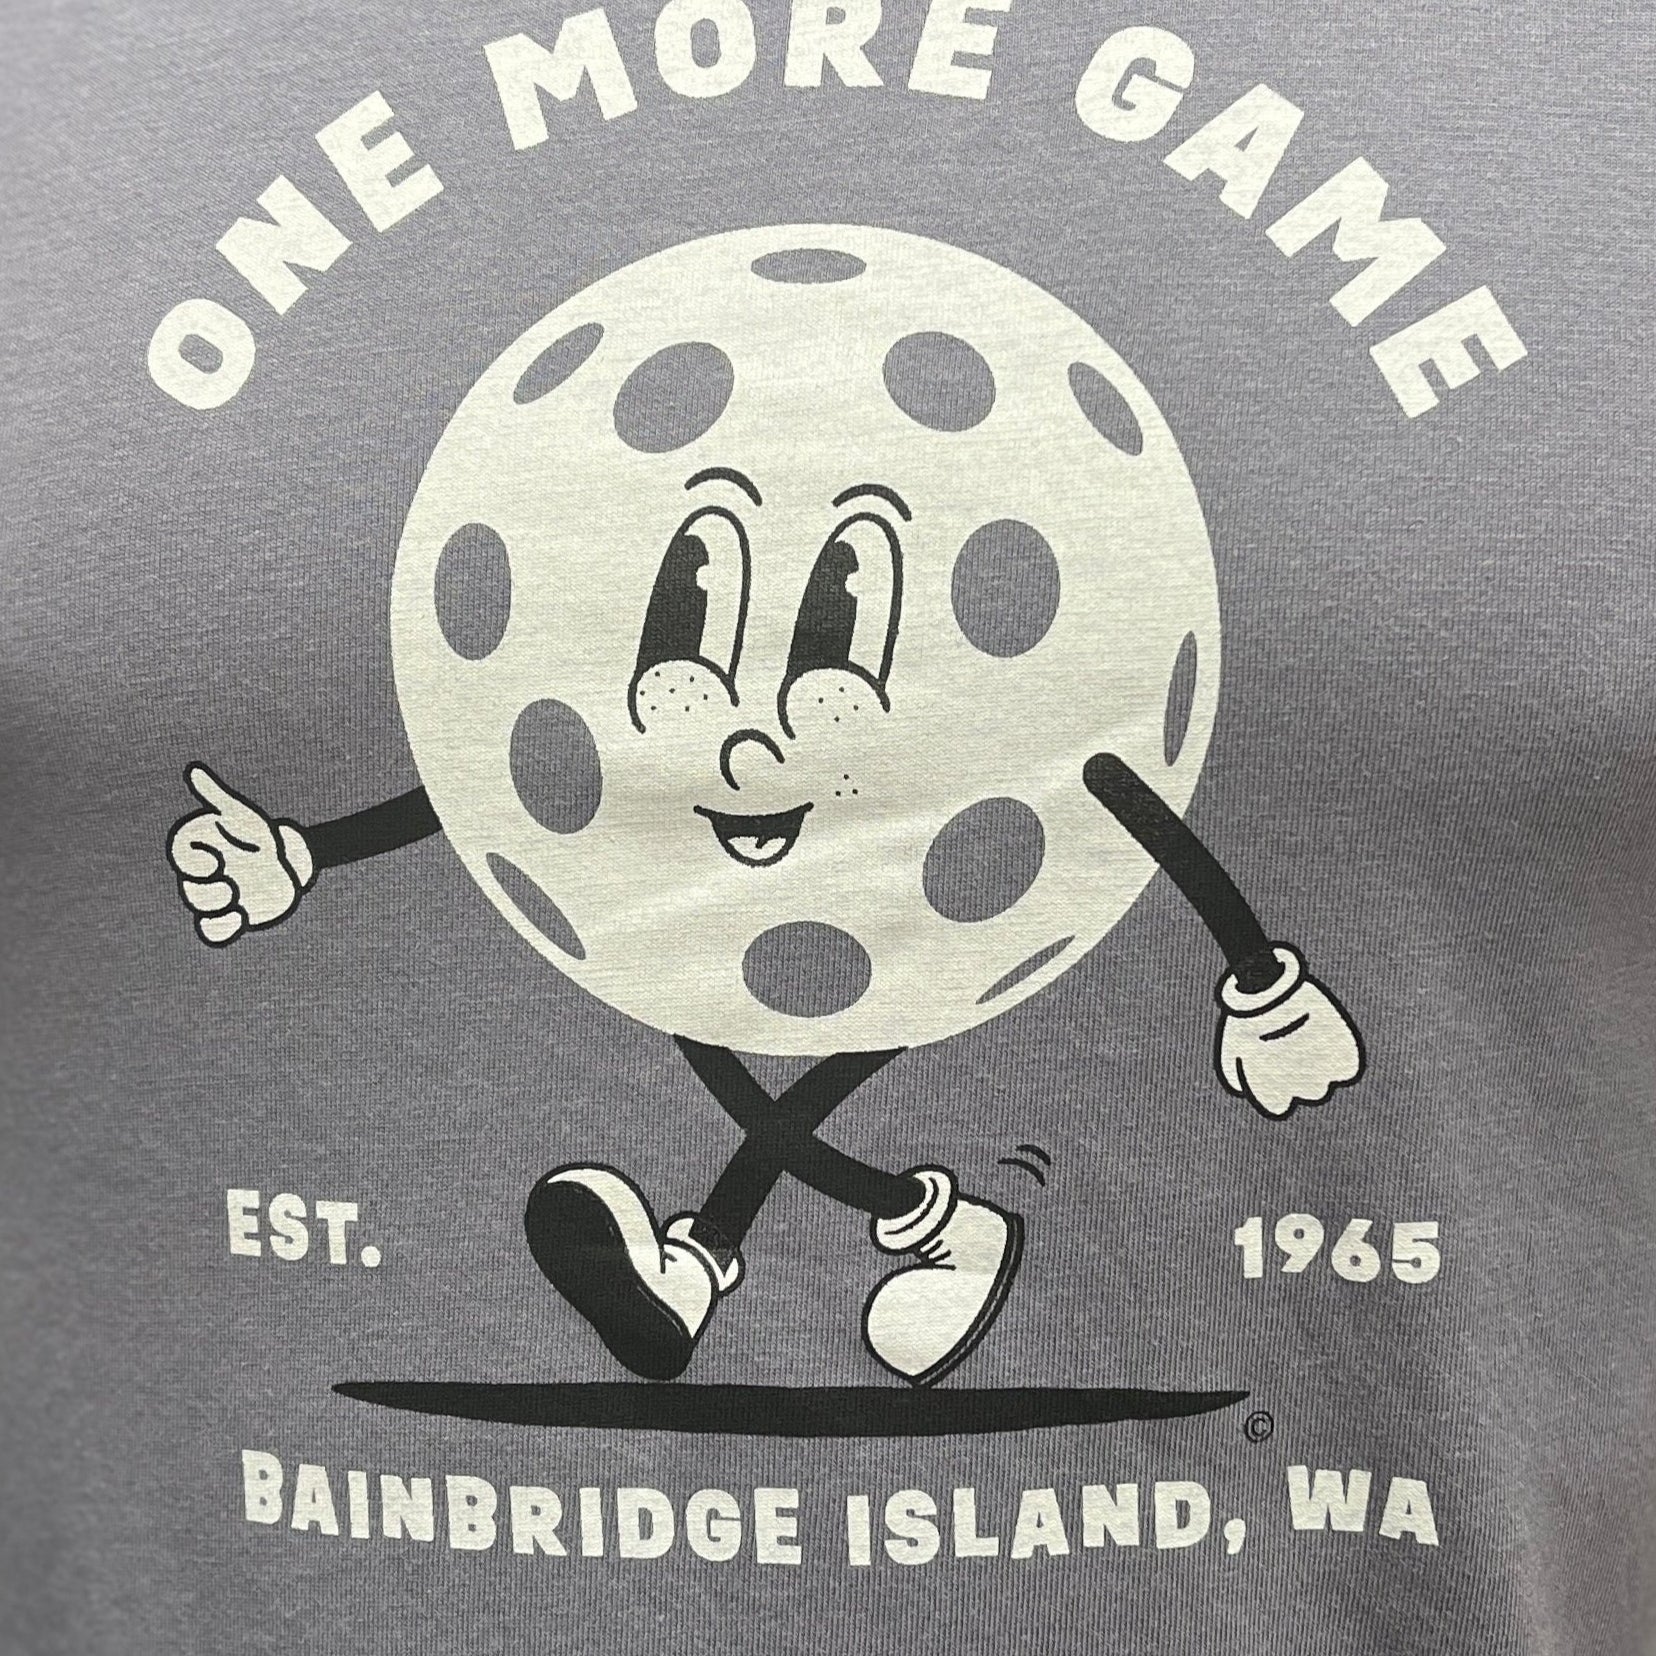 ONE MORE GAME
EST. 1965
©
BAINBRIDGE ISLAND, WA